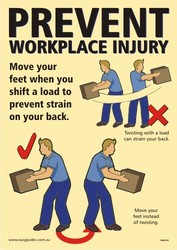 PREVENT
WORKPLACE INJURY
Move your
feet when you
shift a load to
prevent strain
on your back.
Twisting with a load
can strain your back.
Move your
feet instead
of twisting.
www.easyguides.com.au